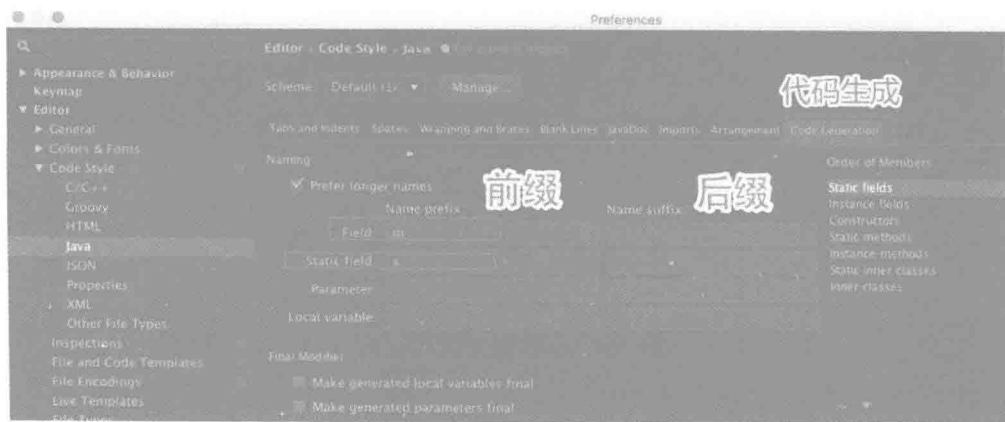 Preferences
Editor › Code Style › Java
Appearance & Behavior
Keymap
Scheme: Default (1) Manage...
代码生成
Editor
General
Tabs and Indents Spaces Wrapping and Braces Blank Lines JavaDoc Imports Arrangement Code Generation
Colors & Fonts
Naming
Order of Members
Code Style
Prefer longer names
前缀
后缀
Static fields
C/C++
Name prefix:
Name suffix:
Instance fields
Groovy
Constructors
HTML
Field: m
Static methods
Java
Instance methods
JSON
Static field: s
Static inner classes
Properties
Parameter:
Inner classes
XML
Local variable:
Other File Types
Inspections
Final Modifier
File and Code Templates
File Encodings
Make generated local variables final
Live Templates
Make generated parameters final
File Types